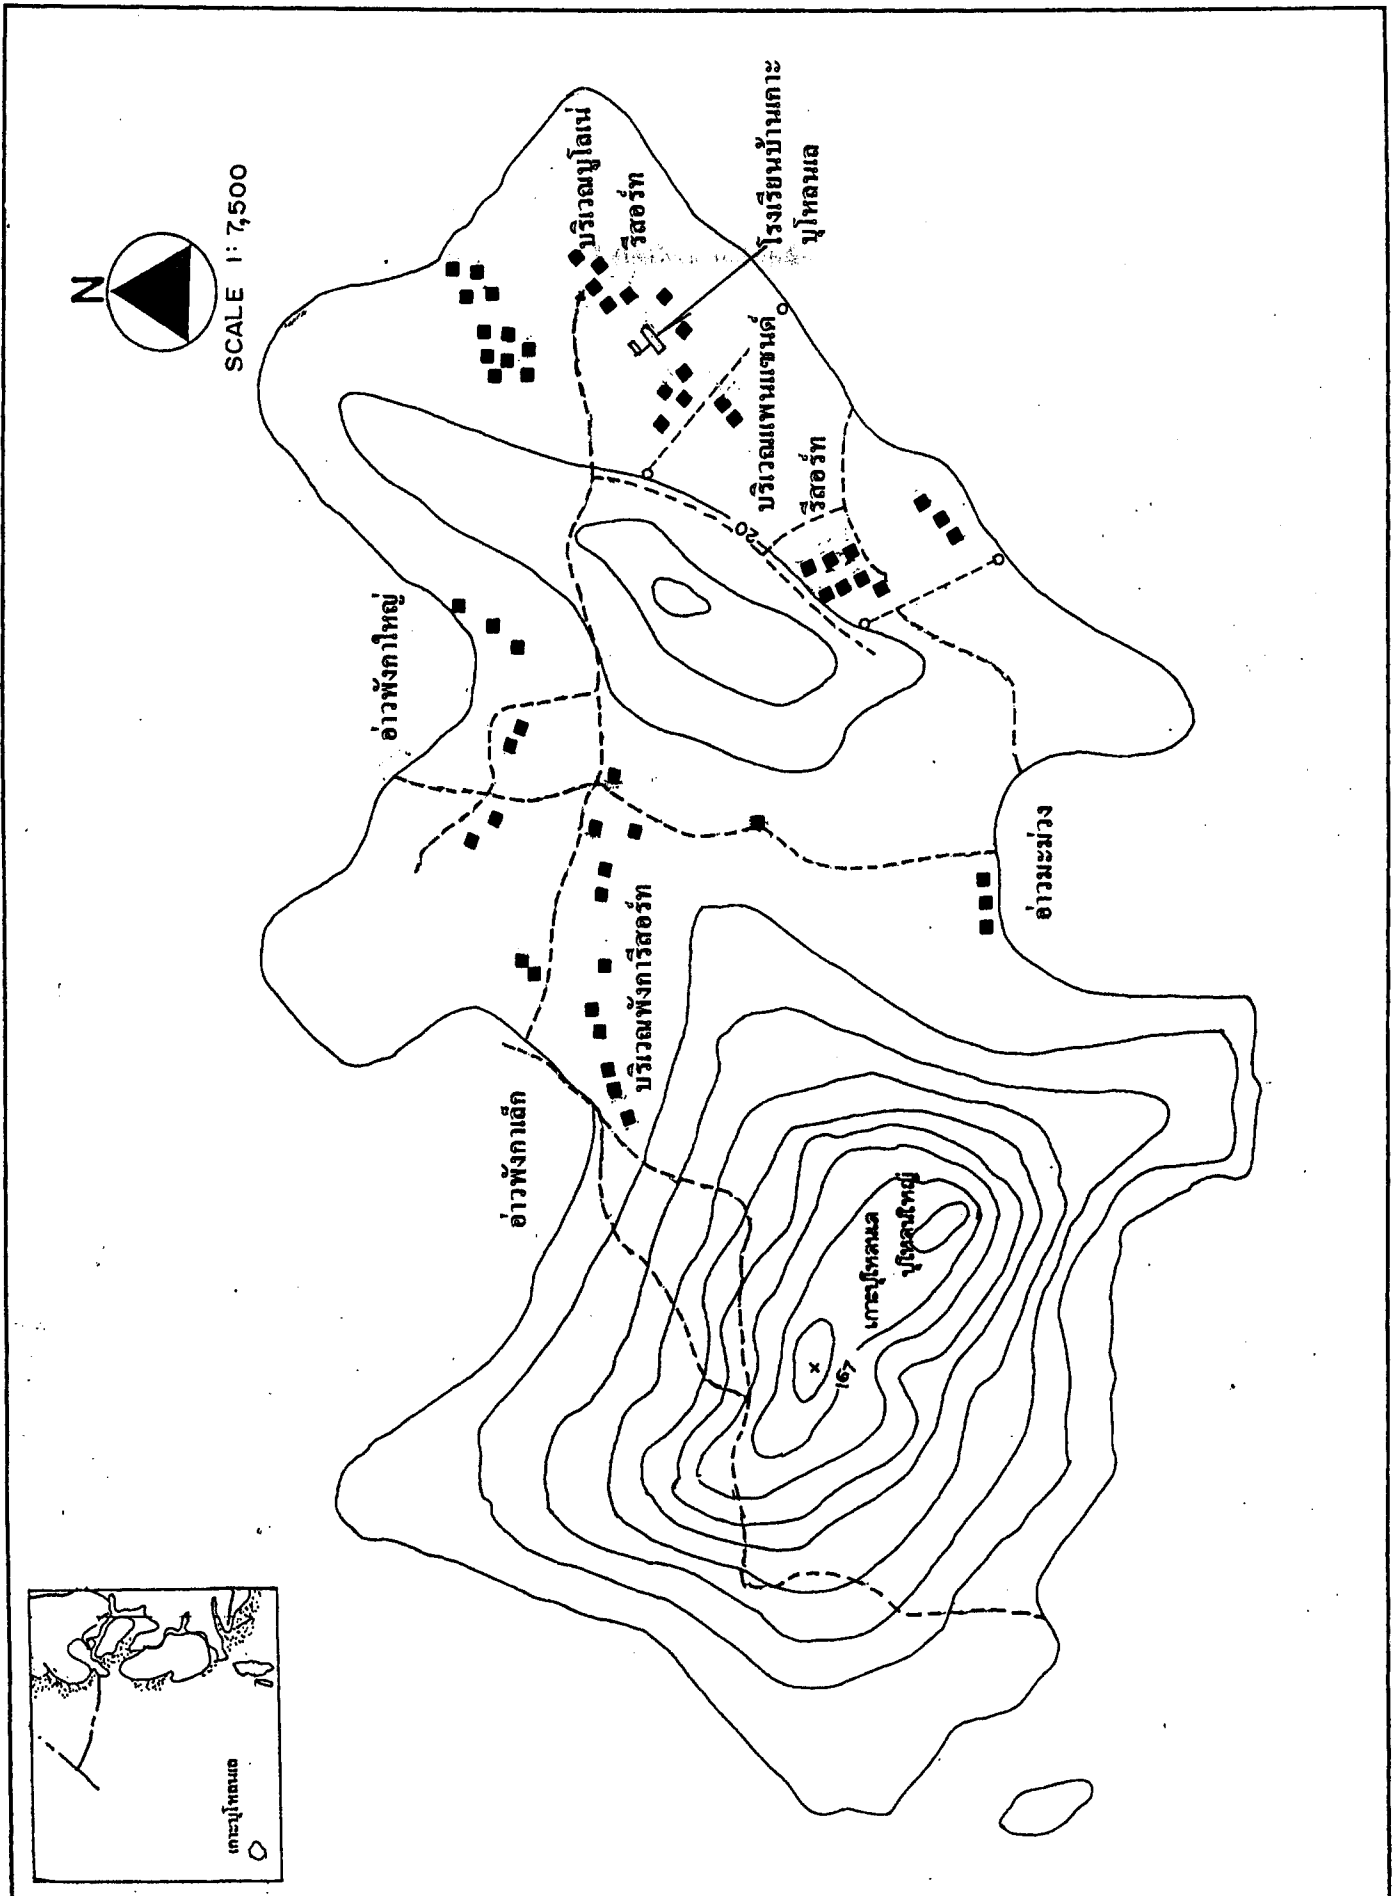 N
SCALE 1:7,500
บริเวณปูโลเน่
รีสอร์ท
โรงเรียนบ้านเกาะ
บูโหลนเล
บริเวณแพนแซนด์
รีสอร์ท
20
อ่าวพังกาใหญ่
บริเวณพังการีสอร์ท
อ่าวมะม่วง
อ่าวพังกาเล็ก
เกาะบูโหลนเล
บูโหลนใหญ่
167
x
เกาะบูโหลนเล